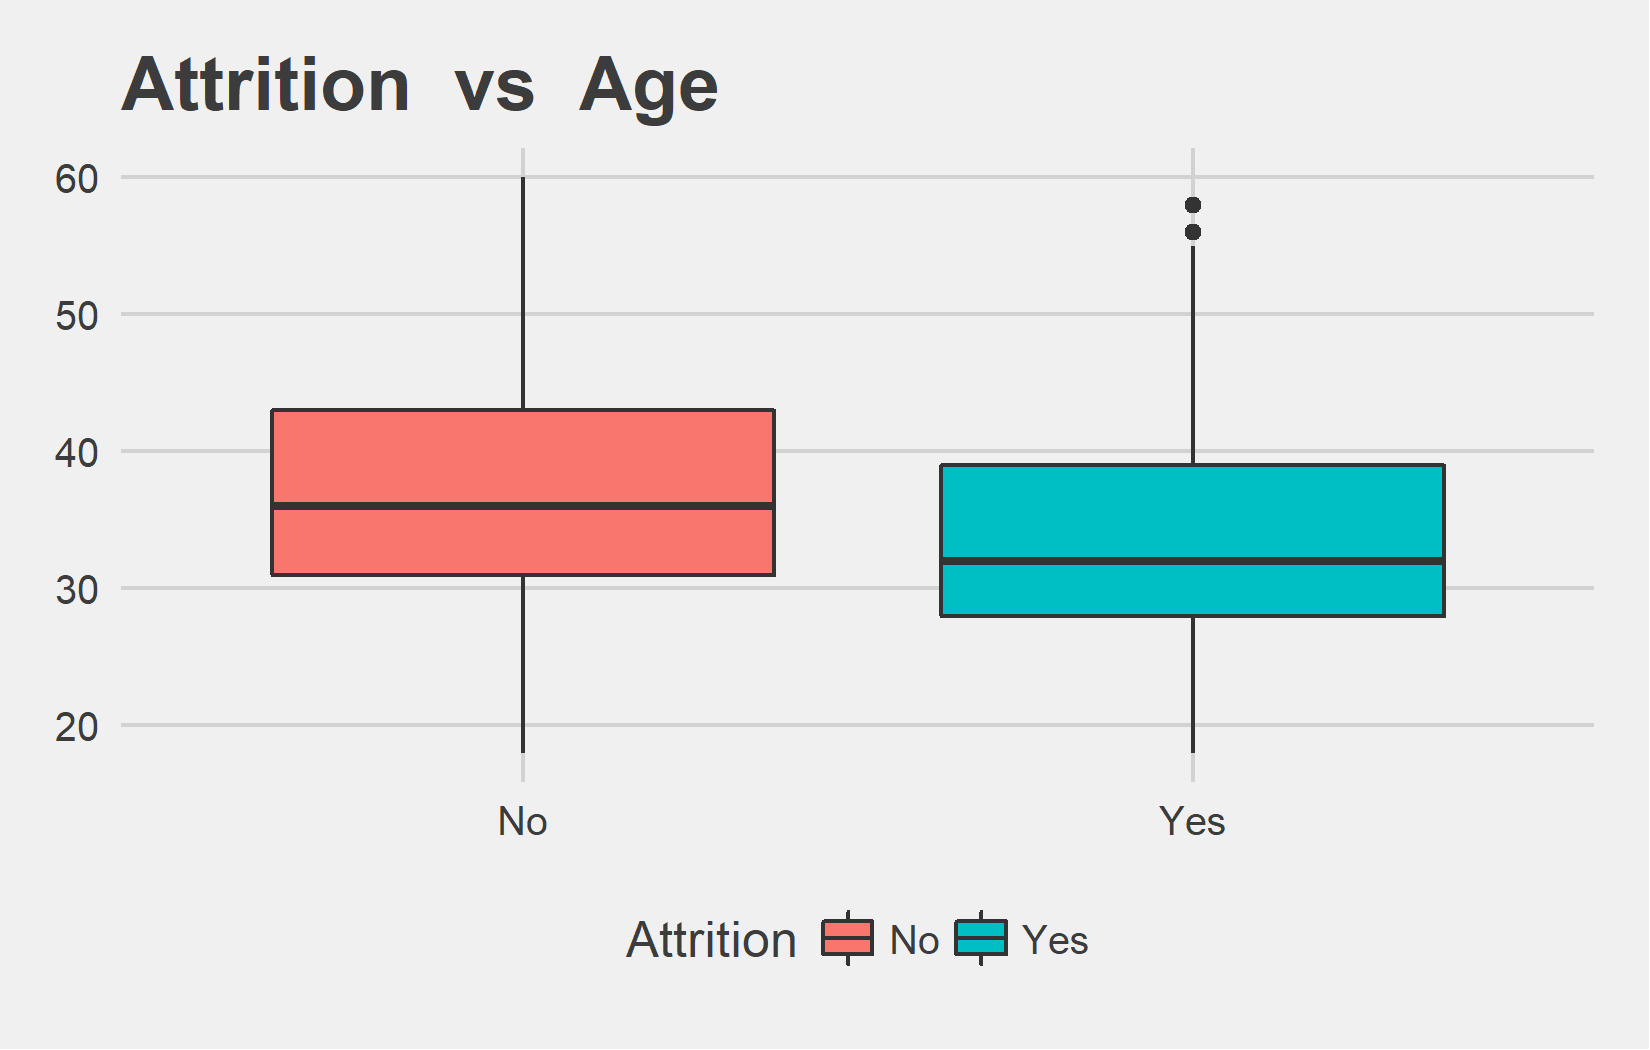 Attrition vs Age
60
50
40
30
20
No Yes
Attrition No Yes